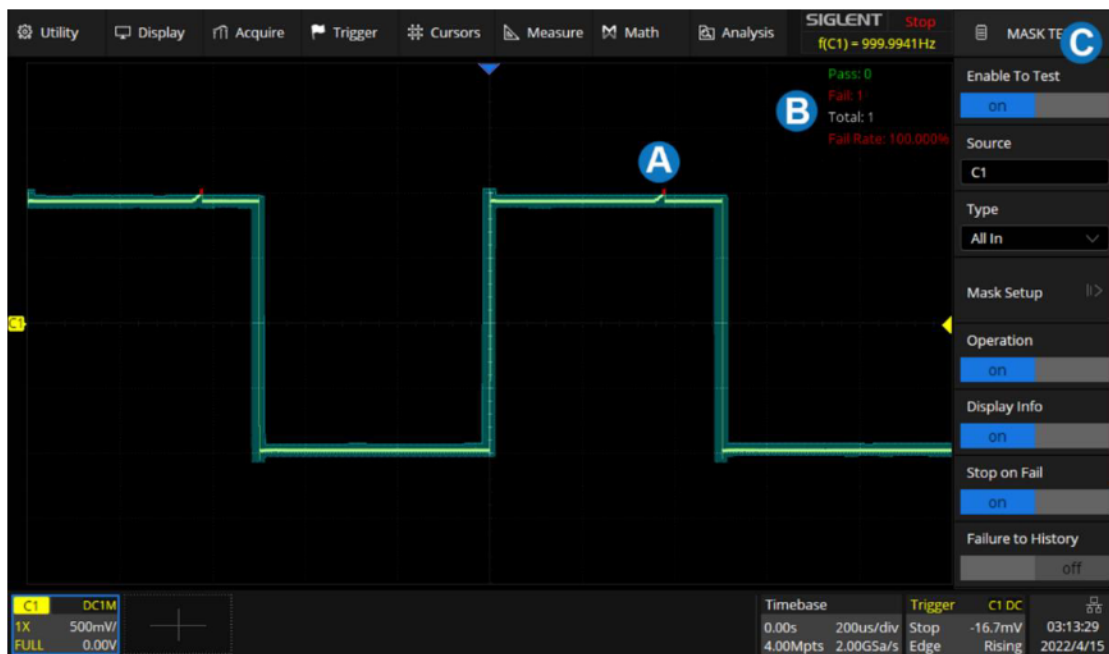 Utility
Display
Acquire
Trigger
Cursors
Measure
Math
Analysis
SIGLENT Stop
f(C1) = 999.9941Hz
MASK TE
C
Pass: 0
Fail: 1
Total: 1
Fail Rate: 100.000%
B
A
C1
Enable To Test
on
Source
C1
Type
All In
Mask Setup
Operation
on
Display Info
on
Stop on Fail
on
Failure to History
off
C1 DC1M
1X 500mV/
FULL 0.00V
Timebase
0.00s 200us/div
4.00Mpts 2.00GSa/s
Trigger C1 DC
Stop -16.7mV
Edge Rising
03:13:29
2022/4/15